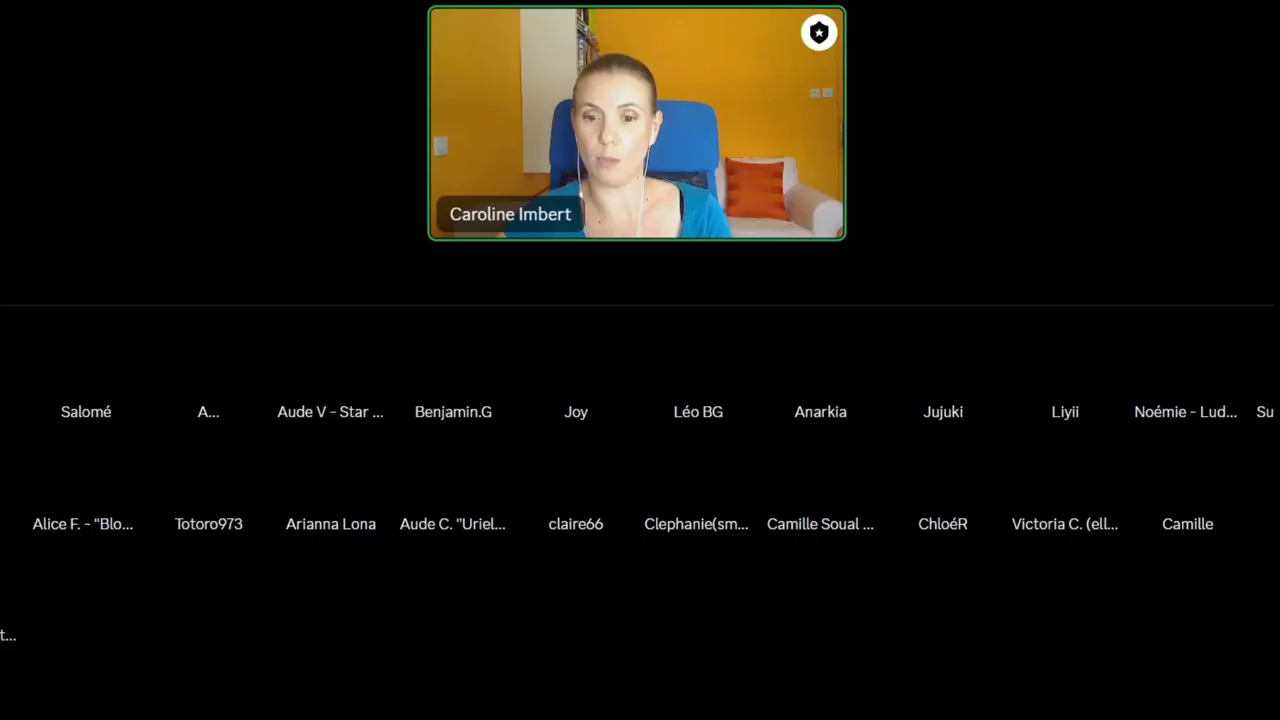 Caroline Imbert
Salomé A... Aude V - Star ... Benjamin.G Joy Léo BG Anarkia Jujuki Liyii Noémie - Lud... Su
Alice F. - "Blo... Totoro973 Arianna Lona Aude C. "Uriel... claire66 Clephanie(sm... Camille Soual ... ChloéR Victoria C. (ell... Camille
t...